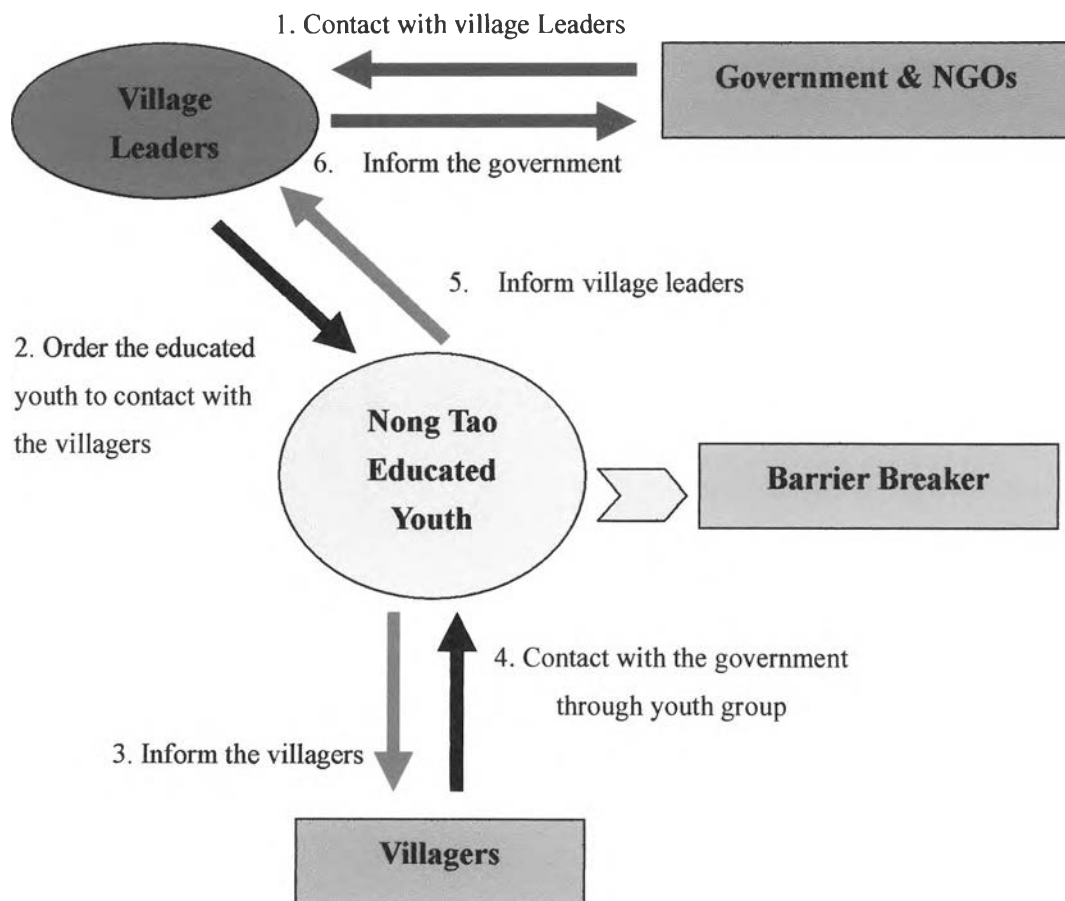 1. Contact with village Leaders
Village
Leaders
Government & NGOs
6. Inform the government
5. Inform village leaders
2. Order the educated
youth to contact with
the villagers
Nong Tao
Educated
Youth
Barrier Breaker
4. Contact with the government
through youth group
3. Inform the villagers
Villagers